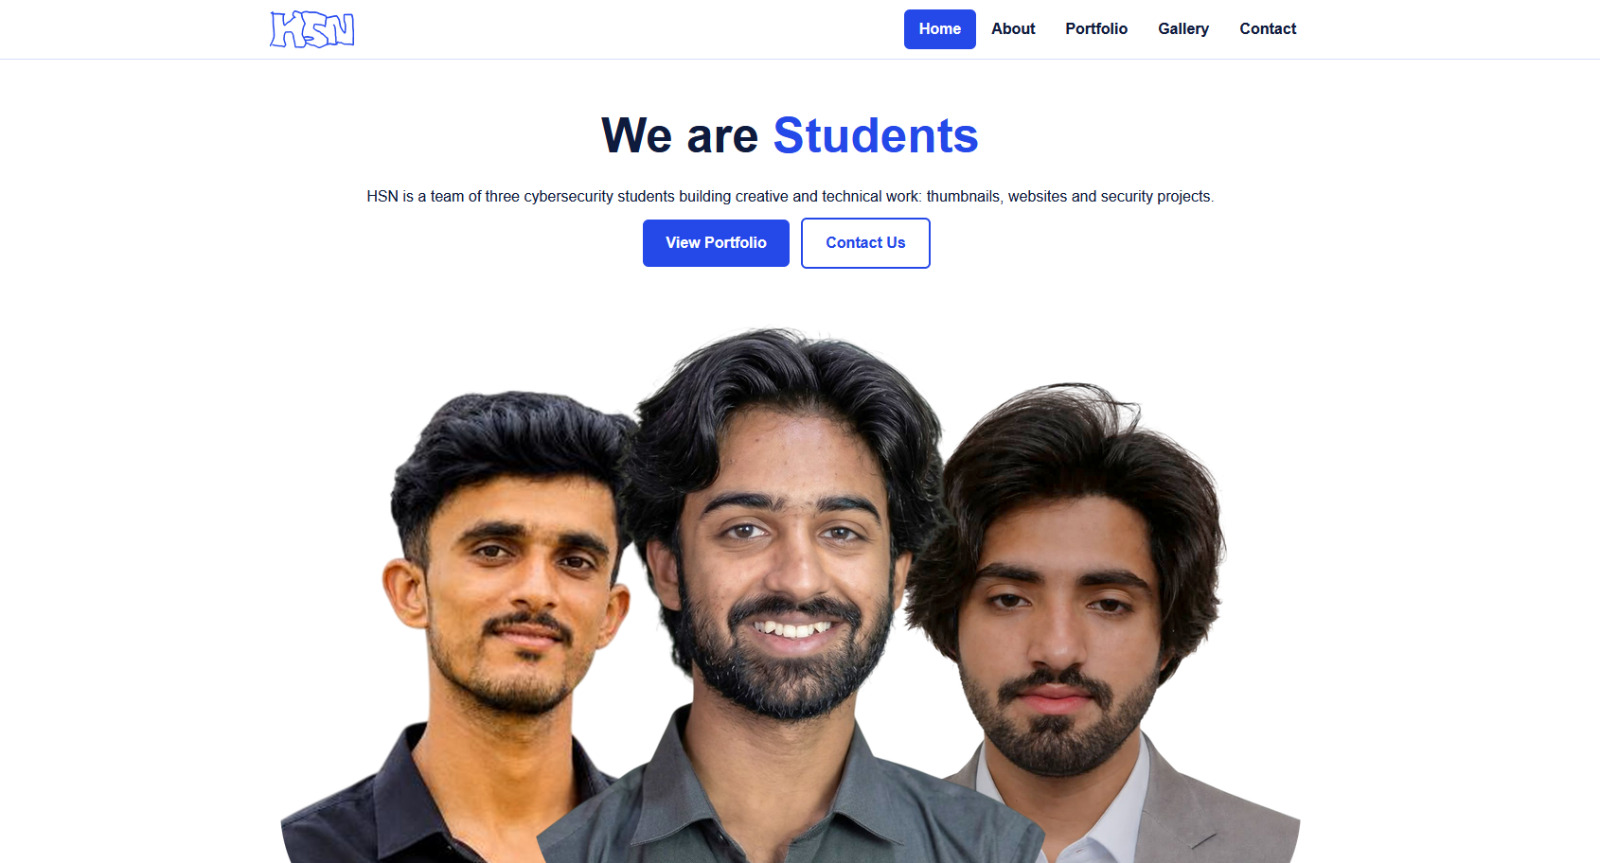 HSN
Home About Portfolio Gallery Contact
We are Students
HSN is a team of three cybersecurity students building creative and technical work: thumbnails, websites and security projects.
View Portfolio Contact Us